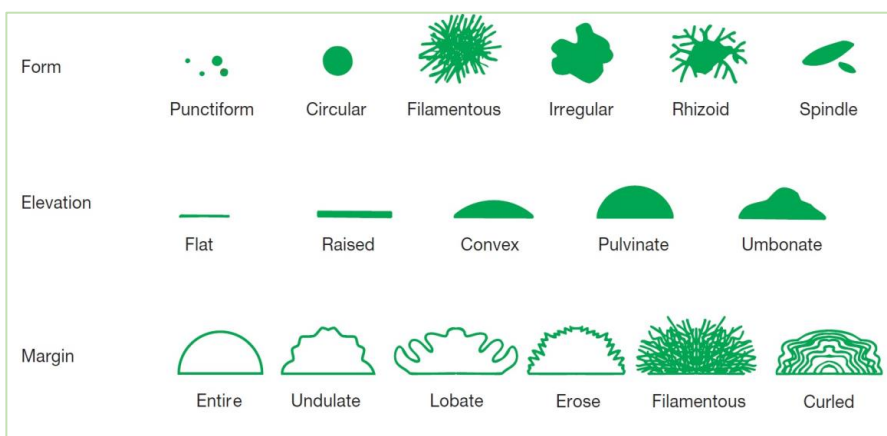 Form
Punctiform Circular Filamentous Irregular Rhizoid Spindle
Elevation
Flat Raised Convex Pulvinate Umbonate
Margin
Entire Undulate Lobate Erose Filamentous Curled